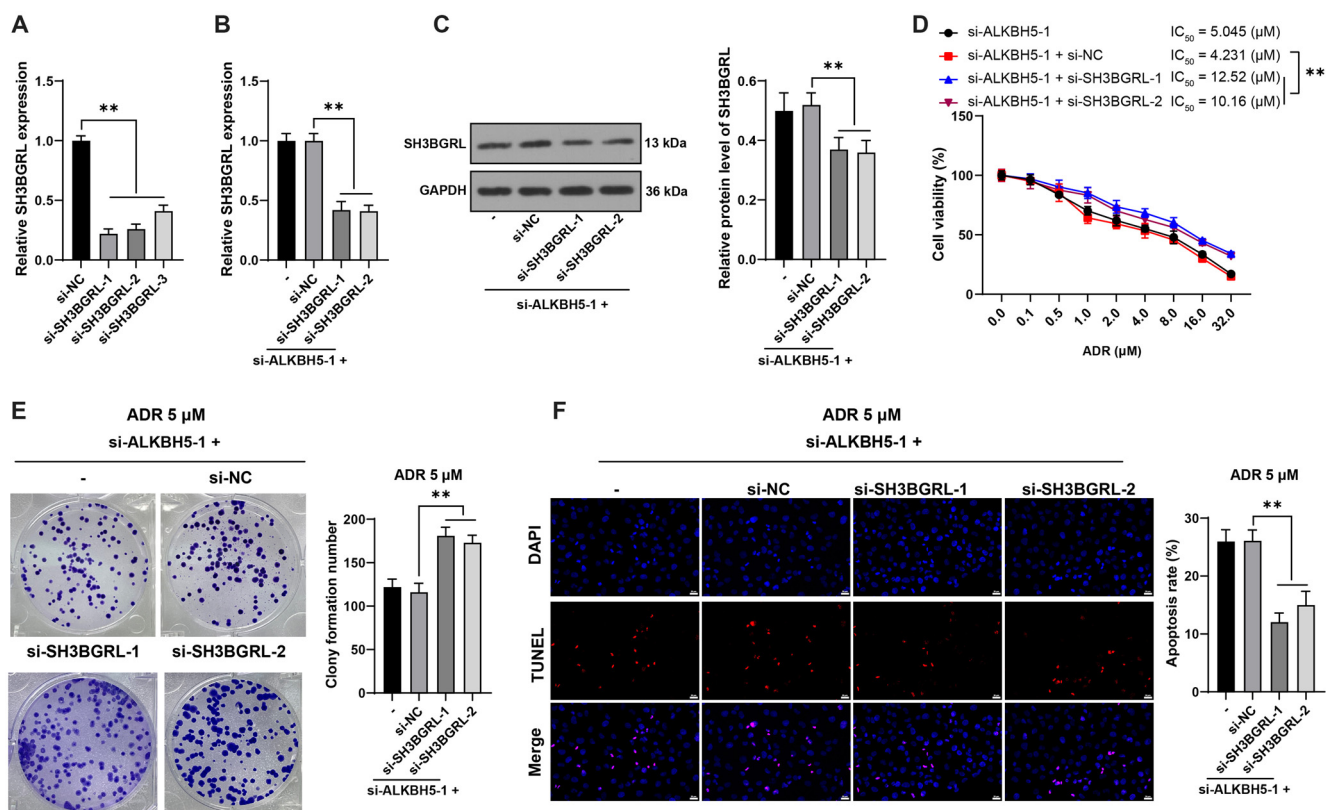 A
Relative SH3BGRL expression
1.5
1.0
0.5
0.0
**
si-NC
si-SH3BGRL-1
si-SH3BGRL-2
si-SH3BGRL-3
B
Relative SH3BGRL expression
1.5
1.0
0.5
0.0
**
-
si-NC
si-SH3BGRL-1
si-SH3BGRL-2
si-ALKBH5-1 +
C
SH3BGRL
13 kDa
GAPDH
36 kDa
-
si-NC
si-SH3BGRL-1
si-SH3BGRL-2
si-ALKBH5-1 +
Relative protein level of SH3BGRL
0.6
0.4
0.2
0.0
**
-
si-NC
si-SH3BGRL-1
si-SH3BGRL-2
si-ALKBH5-1 +
D
si-ALKBH5-1 IC50 = 5.045 (μM)
si-ALKBH5-1 + si-NC IC50 = 4.231 (μM)
si-ALKBH5-1 + si-SH3BGRL-1 IC50 = 12.52 (μM)
si-ALKBH5-1 + si-SH3BGRL-2 IC50 = 10.16 (μM)
**
Cell viability (%)
150
100
50
0
0.0 0.1 0.5 1.0 2.0 4.0 8.0 16.0 32.0
ADR (μM)
E
ADR 5 μM
si-ALKBH5-1 +
- si-NC
si-SH3BGRL-1 si-SH3BGRL-2
ADR 5 μM
Clony formation number
200
150
100
50
0
**
-
si-NC
si-SH3BGRL-1
si-SH3BGRL-2
si-ALKBH5-1 +
F
ADR 5 μM
si-ALKBH5-1 +
- si-NC si-SH3BGRL-1 si-SH3BGRL-2
DAPI
TUNEL
Merge
ADR 5 μM
Apoptosis rate (%)
30
20
10
0
**
-
si-NC
si-SH3BGRL-1
si-SH3BGRL-2
si-ALKBH5-1 +